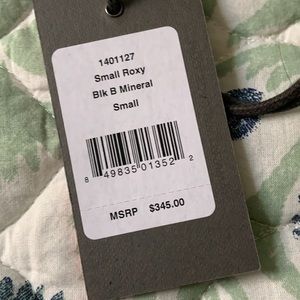 1401127
Small Roxy
Blk B Mineral
Small
8 49835 01352 2
MSRP $345.00